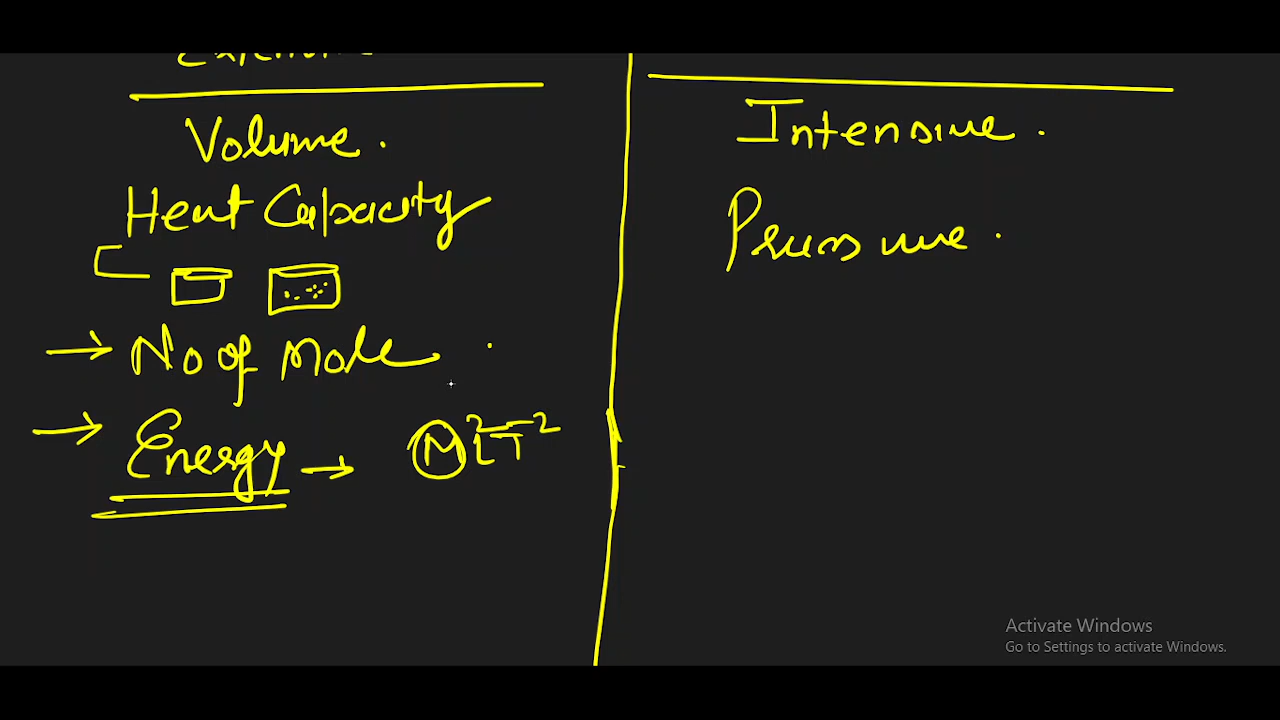 Volume.
Heat Capacity
→ No of Mole .
→ Energy → ML²T⁻²
Intensive.
Pressure.
Activate Windows
Go to Settings to activate Windows.